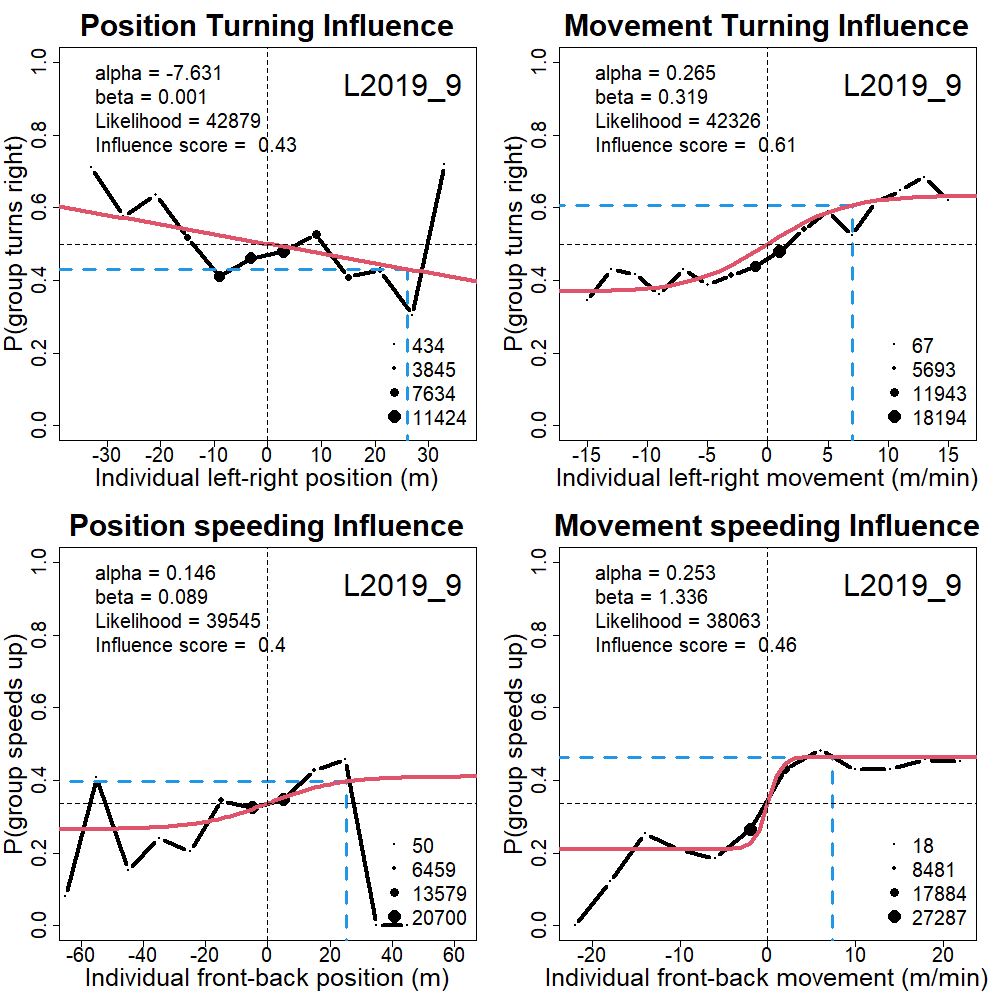 Position Turning Influence
alpha = -7.631
beta = 0.001
Likelihood = 42879
Influence score =  0.43
L2019_9
P(group turns right)
0.0 0.2 0.4 0.6 0.8 1.0
434
3845
7634
11424
-30 -20 -10 0 10 20 30
Individual left-right position (m)
Movement Turning Influence
alpha = 0.265
beta = 0.319
Likelihood = 42326
Influence score =  0.61
L2019_9
P(group turns right)
0.0 0.2 0.4 0.6 0.8 1.0
67
5693
11943
18194
-15 -10 -5 0 5 10 15
Individual left-right movement (m/min)
Position speeding Influence
alpha = 0.146
beta = 0.089
Likelihood = 39545
Influence score =  0.4
L2019_9
P(group speeds up)
0.0 0.2 0.4 0.6 0.8 1.0
50
6459
13579
20700
-60 -40 -20 0 20 40 60
Individual front-back position (m)
Movement speeding Influence
alpha = 0.253
beta = 1.336
Likelihood = 38063
Influence score =  0.46
L2019_9
P(group speeds up)
0.0 0.2 0.4 0.6 0.8 1.0
18
8481
17884
27287
-20 -10 0 10 20
Individual front-back movement (m/min)